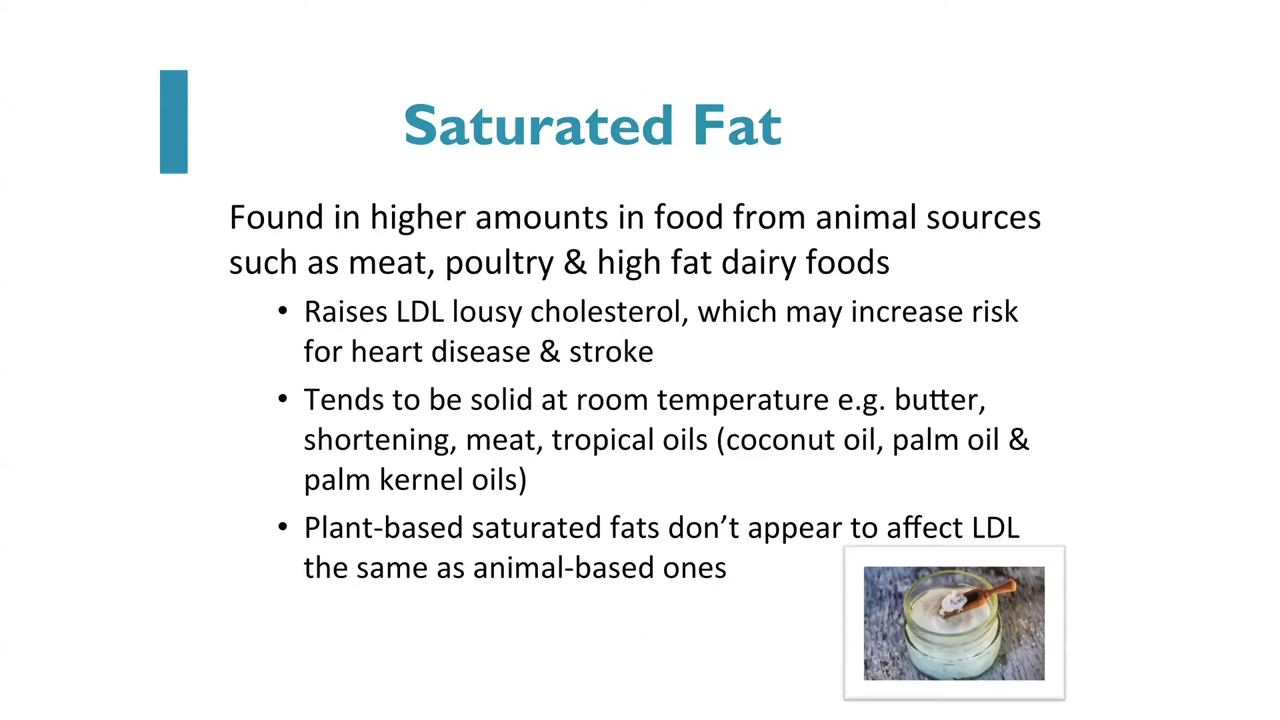 Saturated Fat
Found in higher amounts in food from animal sources
such as meat, poultry & high fat dairy foods
• Raises LDL lousy cholesterol, which may increase risk
for heart disease & stroke
• Tends to be solid at room temperature e.g. butter,
shortening, meat, tropical oils (coconut oil, palm oil &
palm kernel oils)
• Plant-based saturated fats don’t appear to affect LDL
the same as animal-based ones